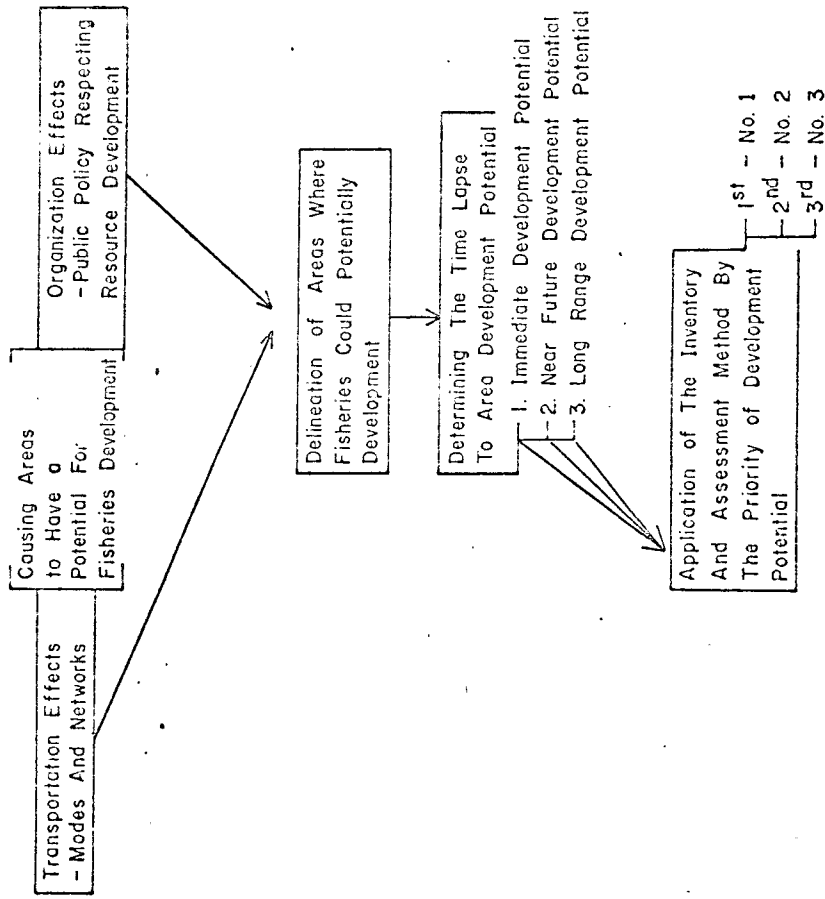 Transportation Effects
- Modes And Networks
Causing Areas
to Have a
Potential For
Fisheries Development
Organization Effects
- Public Policy Respecting
Resource Development
Delineation of Areas Where
Fisheries Could Potentially
Development
Determining The Time Lapse
To Area Development Potential
1. Immediate Development Potential
2. Near Future Development Potential
3. Long Range Development Potential
Application of The Inventory
And Assessment Method By
The Priority of Development
Potential
1st - No. 1
2nd - No. 2
3rd - No. 3